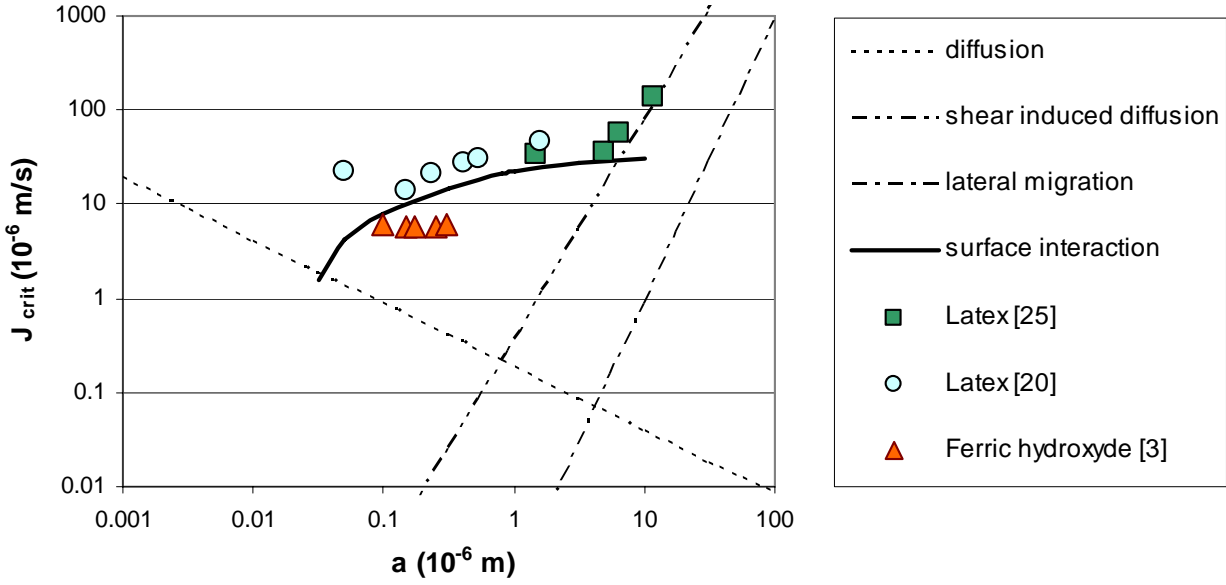 1000
100
10
1
0.1
0.01
J crit (10-6 m/s)
0.001
0.01
0.1
1
10
100
a (10-6 m)
diffusion
shear induced diffusion
lateral migration
surface interaction
Latex [25]
Latex [20]
Ferric hydroxyde [3]